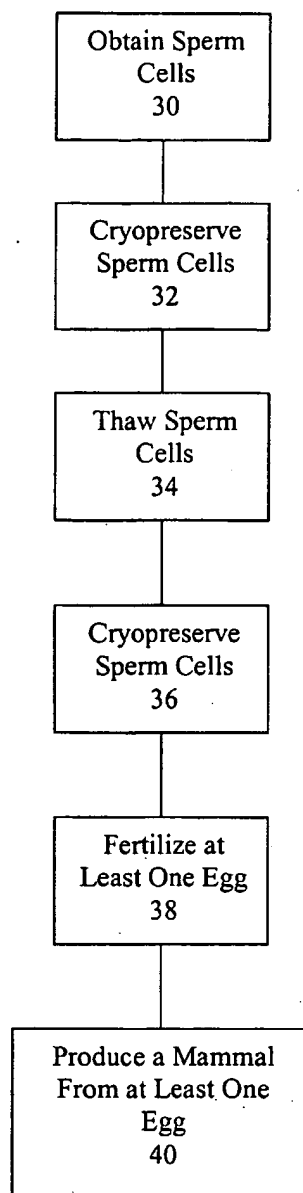 Obtain Sperm
Cells
30
Cryopreserve
Sperm Cells
32
Thaw Sperm
Cells
34
Cryopreserve
Sperm Cells
36
Fertilize at
Least One Egg
38
Produce a Mammal
From at Least One
Egg
40